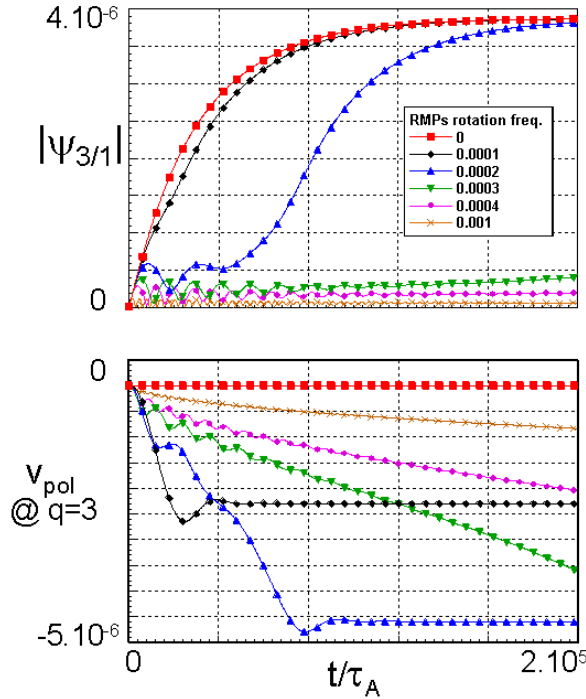 4.10⁻⁶
|ψ₃/₁|
0
RMPs rotation freq.
0
0.0001
0.0002
0.0003
0.0004
0.001
0
vpol
@ q=3
-5.10⁻⁶
0
t/τ_A
2.10⁵